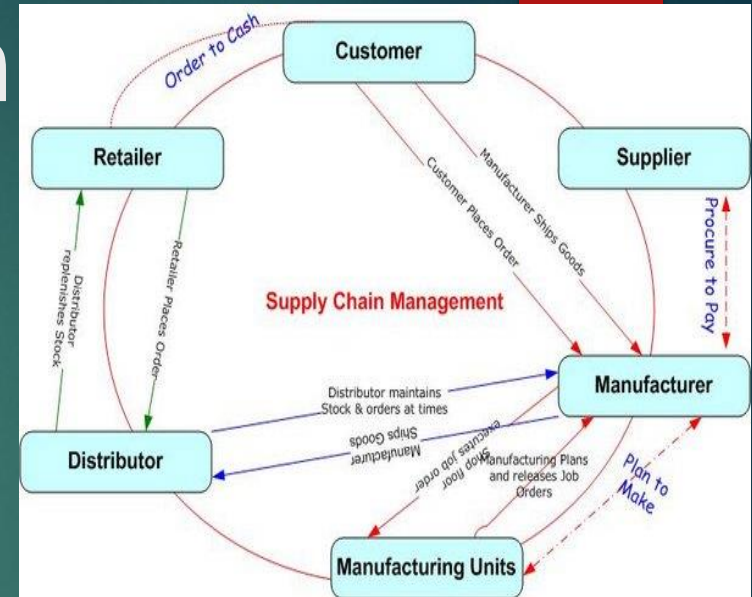 n
Order to Cash
Customer
Retailer
Supplier
Customer Places Order
Manufacturer Ships Goods
Procure to Pay
Distributor
replenishes Stock
Retailer Places Order
Supply Chain Management
Manufacturer
Distributor maintains
Stock & orders at times
Manufacturer
Ships Goods
Shop floor
executes job order
Manufacturing Plans
and releases Job
Orders
Plan to
Make
Distributor
Manufacturing Units